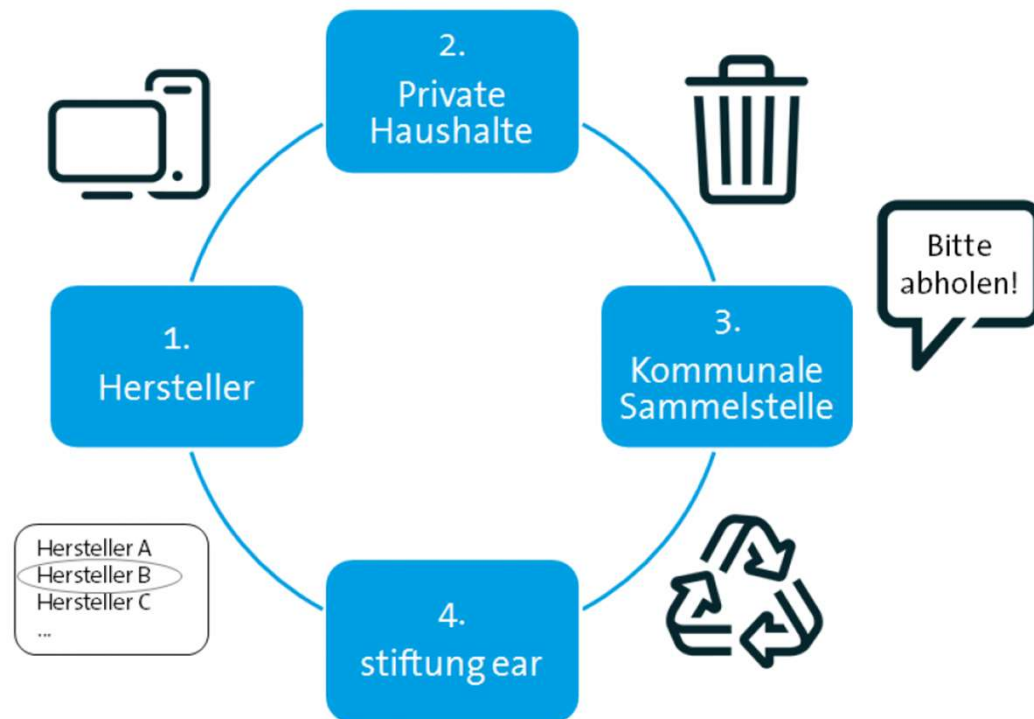 2.
Private
Haushalte
Bitte
abholen!
1.
Hersteller
3.
Kommunale
Sammelstelle
Hersteller A
Hersteller B
Hersteller C
...
4.
stiftung ear